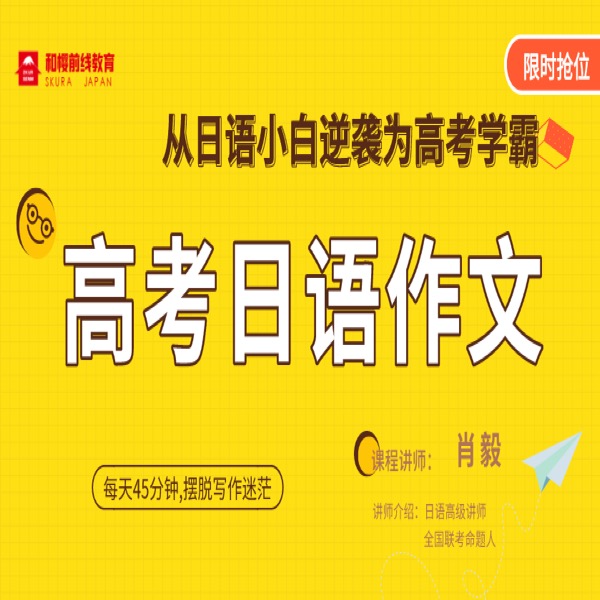 和樱前线教育
SKURA JAPAN
限时抢位
从日语小白逆袭为高考学霸
高考日语作文
每天45分钟,摆脱写作迷茫
课程讲师： 肖毅
讲师介绍：日语高级讲师
全国联考命题人